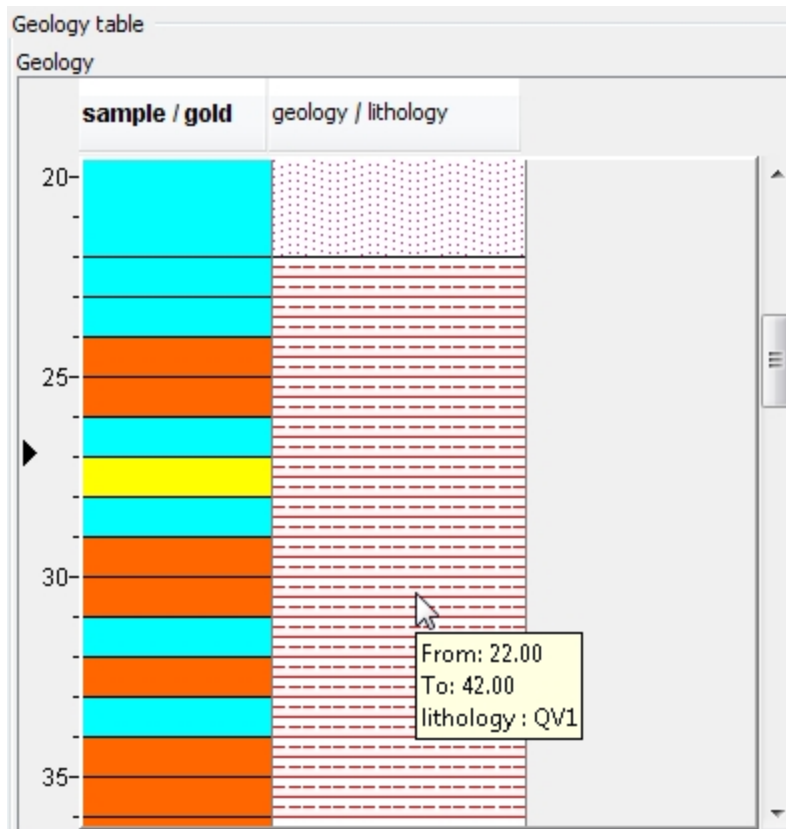 Geology table
Geology
sample / gold geology / lithology
20
25
30
From: 22.00
To: 42.00
lithology : QV1
35